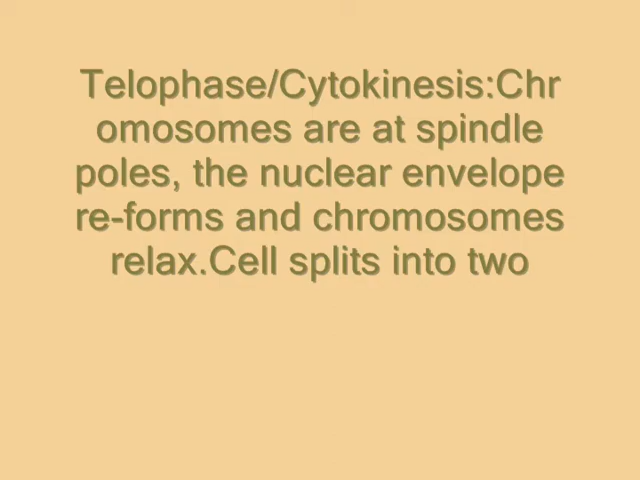 Telophase/Cytokinesis:Chr
omosomes are at spindle
poles, the nuclear envelope
re-forms and chromosomes
relax.Cell splits into two